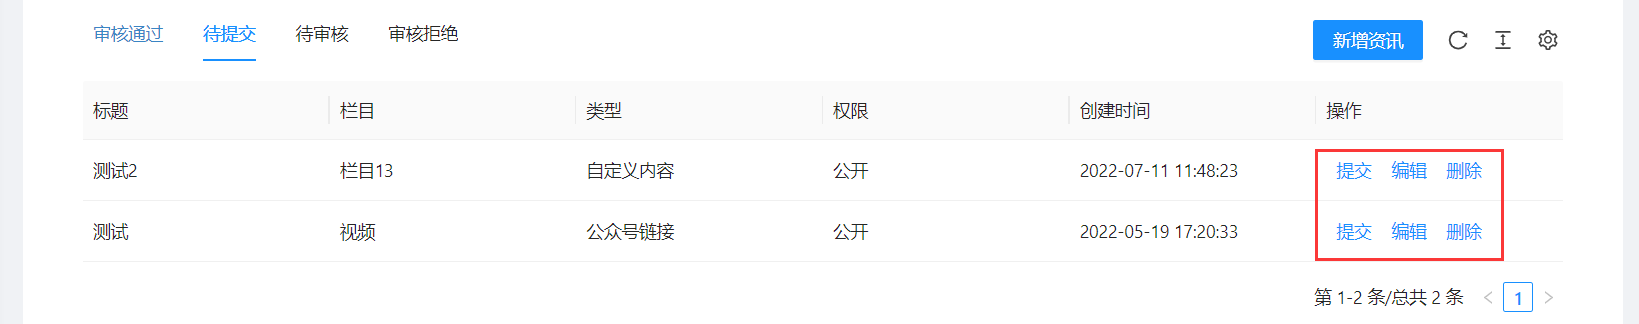 审核通过 待提交 待审核 审核拒绝 新增资讯
标题 栏目 类型 权限 创建时间 操作
测试2 栏目13 自定义内容 公开 2022-07-11 11:48:23 提交 编辑 删除
测试 视频 公众号链接 公开 2022-05-19 17:20:33 提交 编辑 删除
第 1-2 条/总共 2 条 < 1 >